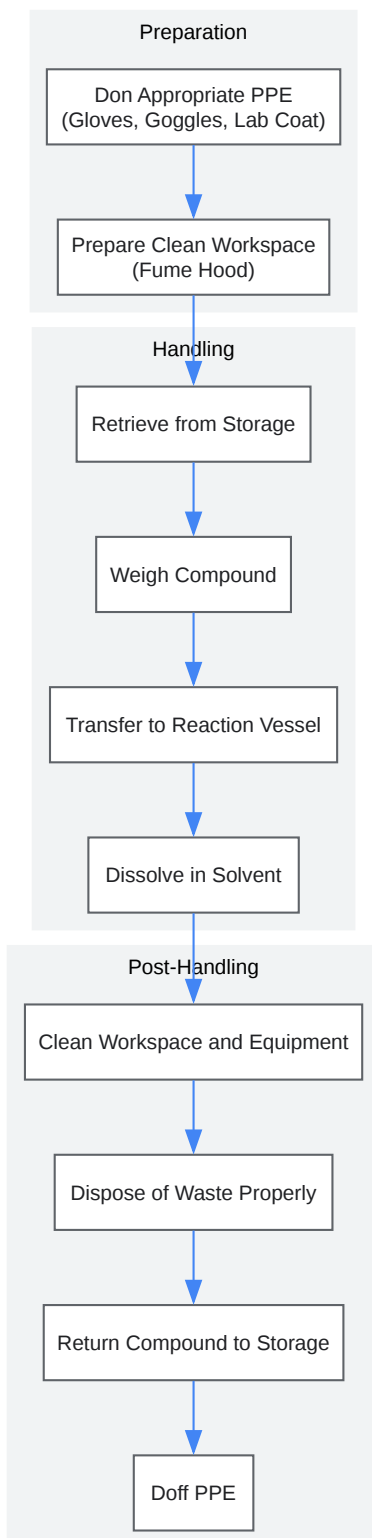 Preparation
Don Appropriate PPE
(Gloves, Goggles, Lab Coat)
Prepare Clean Workspace
(Fume Hood)
Handling
Retrieve from Storage
Weigh Compound
Transfer to Reaction Vessel
Dissolve in Solvent
Post-Handling
Clean Workspace and Equipment
Dispose of Waste Properly
Return Compound to Storage
Doff PPE